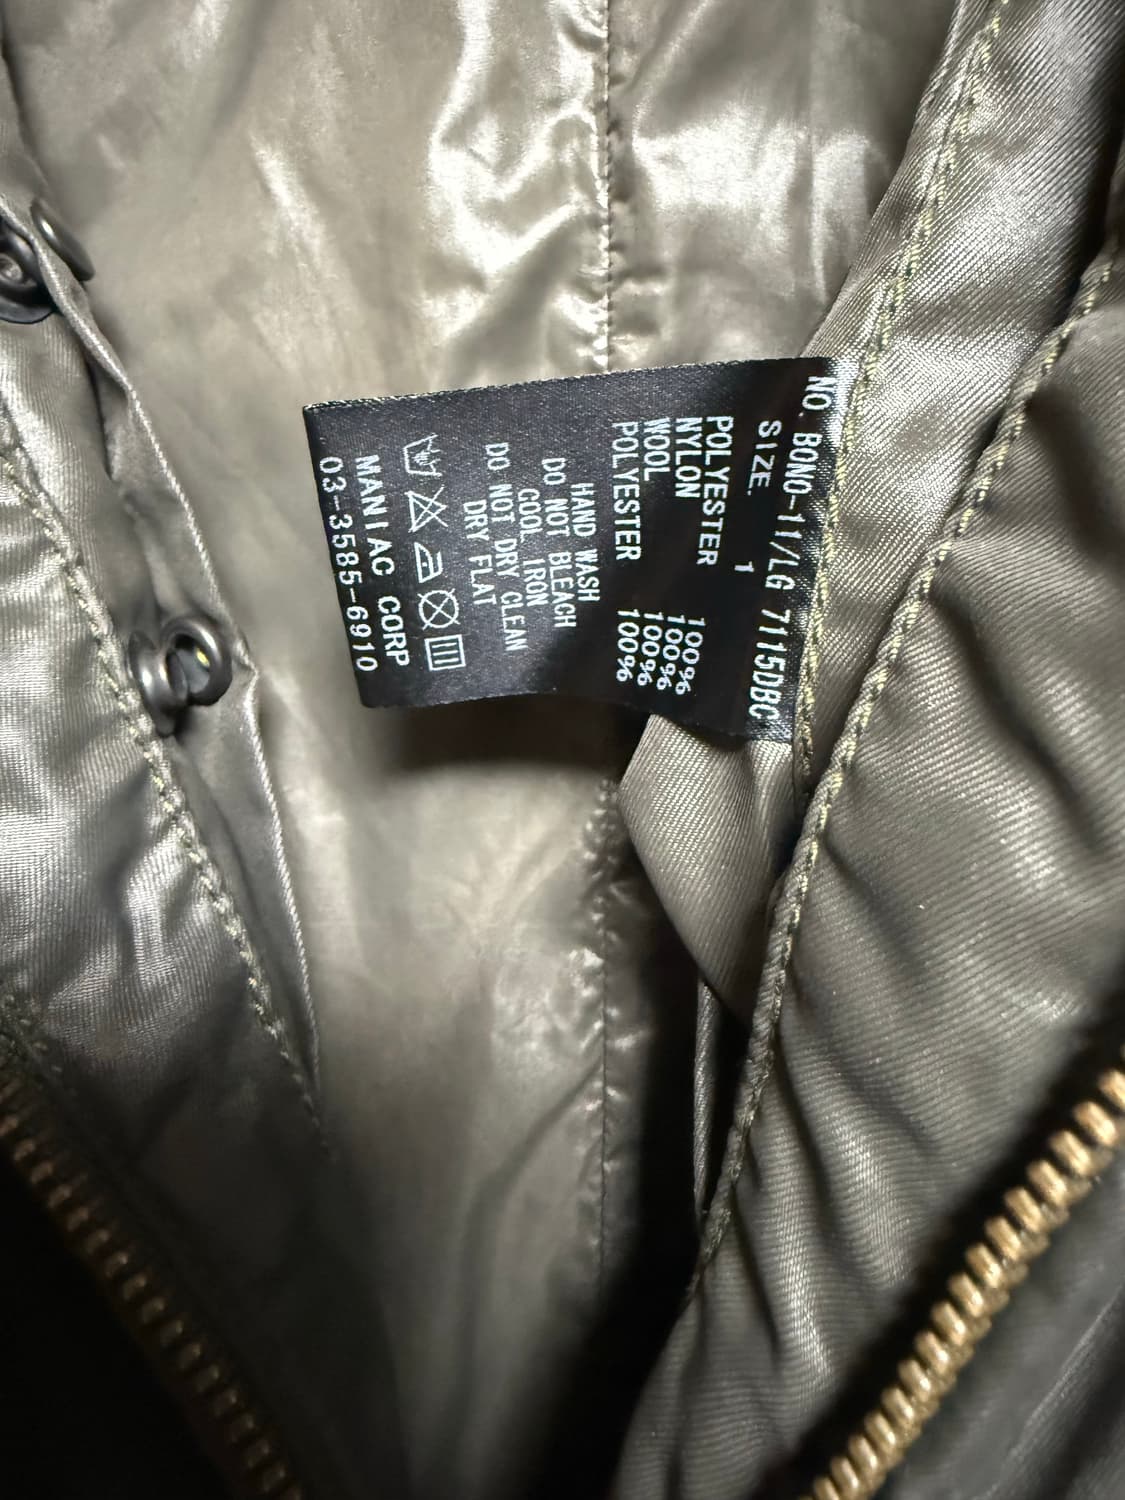 NO. BONO-11/LG 7115DBC
SIZE. 1
POLYESTER 100%
NYLON 100%
WOOL 100%
POLYESTER 100%
HAND WASH
DO NOT BLEACH
COOL IRON
DO NOT DRY CLEAN
DRY FLAT
MANIAC CORP
03-3585-6910